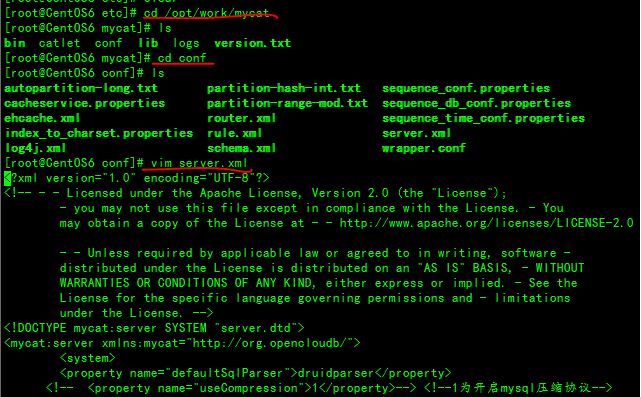 [root@CentOS6 etc]# cd /opt/work/mycat
[root@CentOS6 mycat]# ls
bin catlet conf lib logs version.txt
[root@CentOS6 mycat]# cd conf
[root@CentOS6 conf]# ls
autopartition-long.txt partition-hash-int.txt sequence_conf.properties
cacheservice.properties partition-range-mod.txt sequence_db_conf.properties
ehcache.xml router.xml sequence_time_conf.properties
index_to_charset.properties rule.xml server.xml
log4j.xml schema.xml wrapper.conf
[root@CentOS6 conf]# vim server.xml
<?xml version="1.0" encoding="UTF-8"?>
<!-- - - Licensed under the Apache License, Version 2.0 (the "License");
- you may not use this file except in compliance with the License. - You
may obtain a copy of the License at - - http://www.apache.org/licenses/LICENSE-2.0
- - Unless required by applicable law or agreed to in writing, software -
distributed under the License is distributed on an "AS IS" BASIS, - WITHOUT
WARRANTIES OR CONDITIONS OF ANY KIND, either express or implied. - See the
License for the specific language governing permissions and - limitations
under the License. -->
<!DOCTYPE mycat:server SYSTEM "server.dtd">
<mycat:server xmlns:mycat="http://org.opencloudb/">
<system>
<property name="defaultSqlParser">druidparser</property>
<!-- <property name="useCompression">1</property>--> <!--1为开启mysql压缩协议-->